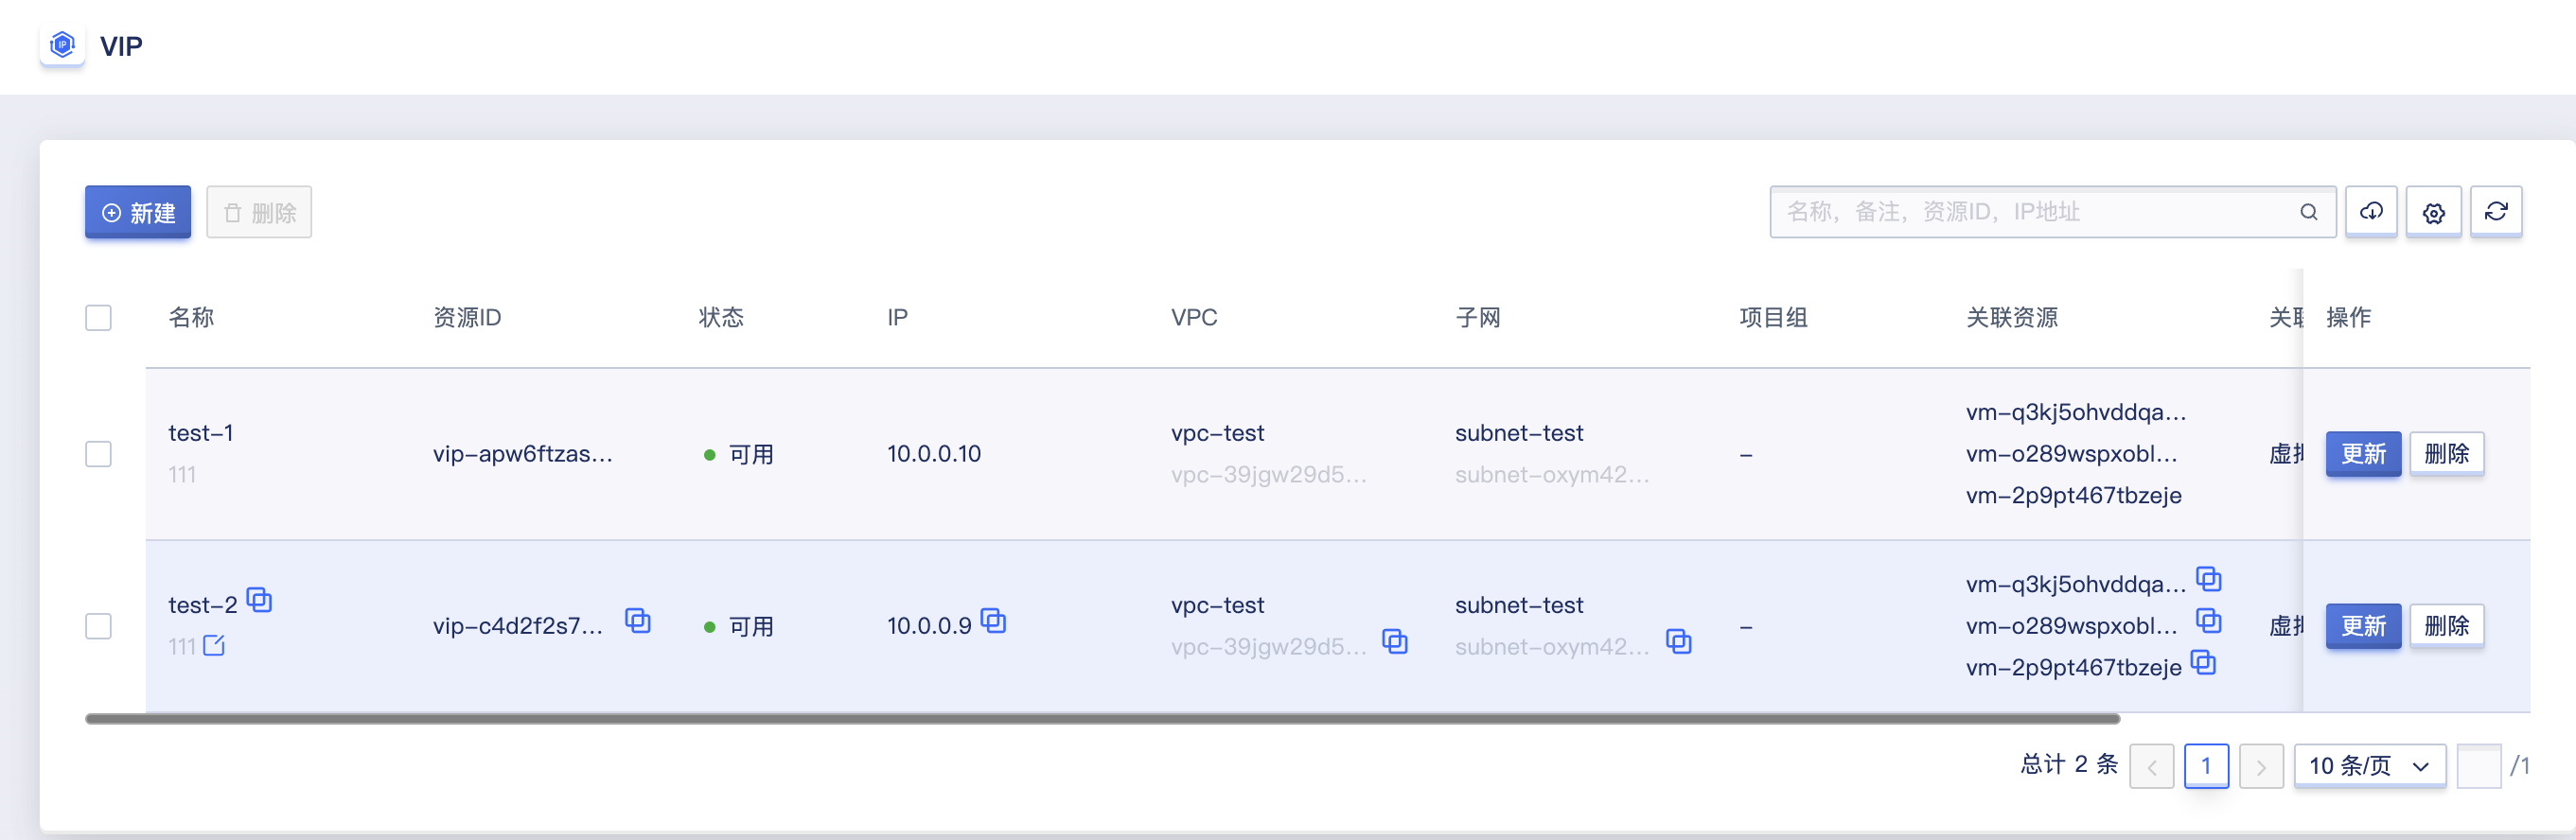 VIP
新建 删除 名称，备注，资源ID，IP地址
名称 资源ID 状态 IP VPC 子网 项目组 关联资源 关联 操作
test-1
111
vip-apw6ftzas...
可用
10.0.0.10
vpc-test
vpc-39jgw29d5...
subnet-test
subnet-oxym42...
-
vm-q3kj5ohvddqa...
vm-o289wspxobl...
vm-2p9pt467tbzeje
虚拟
更新 删除
test-2
111
vip-c4d2f2s7...
可用
10.0.0.9
vpc-test
vpc-39jgw29d5...
subnet-test
subnet-oxym42...
-
vm-q3kj5ohvddqa...
vm-o289wspxobl...
vm-2p9pt467tbzeje
虚拟
更新 删除
总计 2 条 1 10 条/页 /1